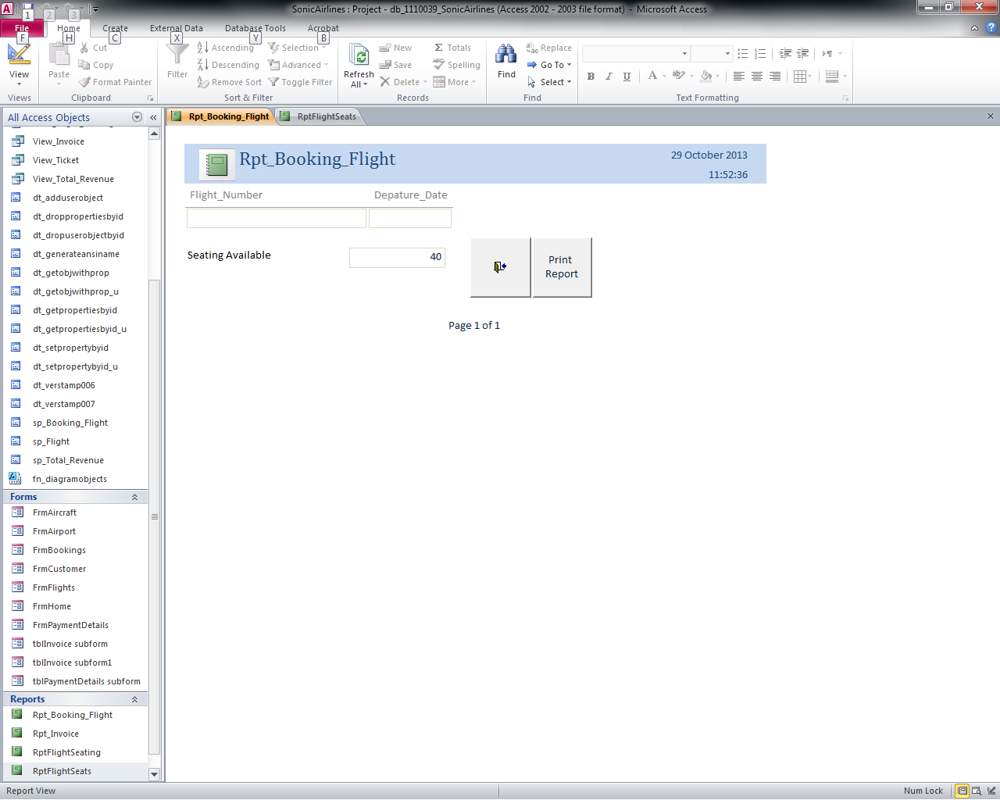 SonicAirlines : Project - db_1110039_SonicAirlines (Access 2002 - 2003 file format) - Microsoft Access
1 2 3
File Home Create External Data Database Tools Acrobat
F H C X Y B
View
Views
Paste
Cut
Copy
Format Painter
Clipboard
Filter
Ascending
Descending
Remove Sort
Selection
Advanced
Toggle Filter
Sort & Filter
Refresh All
New
Save
Delete
Totals
Spelling
More
Records
Find
Replace
Go To
Select
Find
Text Formatting
All Access Objects
View_Invoice
View_Ticket
View_Total_Revenue
dt_adduserobject
dt_droppropertiesbyid
dt_dropuserobjectbyid
dt_generateansiname
dt_getobjwithprop
dt_getobjwithprop_u
dt_getpropertiesbyid
dt_getpropertiesbyid_u
dt_setpropertybyid
dt_setpropertybyid_u
dt_verstamp006
dt_verstamp007
sp_Booking_Flight
sp_Flight
sp_Total_Revenue
fn_diagramobjects
Forms
FrmAircraft
FrmAirport
FrmBookings
FrmCustomer
FrmFlights
FrmHome
FrmPaymentDetails
tblInvoice subform
tblInvoice subform1
tblPaymentDetails subform
Reports
Rpt_Booking_Flight
Rpt_Invoice
RptFlightSeating
RptFlightSeats
Rpt_Booking_Flight RptFlightSeats
Rpt_Booking_Flight
29 October 2013
11:52:36
Flight_Number Depature_Date
Seating Available 40
Print
Report
Page 1 of 1
Report View Num Lock